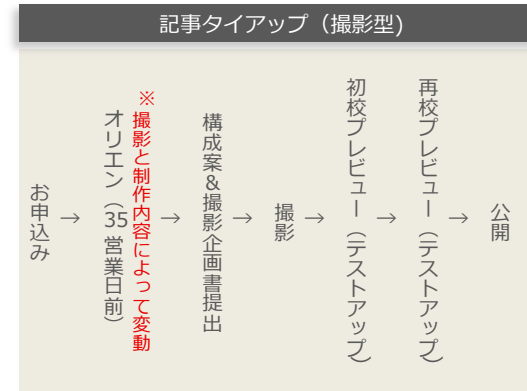 記事タイアップ（撮影型)
お申込み
→
オリエン（35営業日前）
※撮影と制作内容によって変動
→
構成案&撮影企画書提出
→
撮影
→
初校プレビュー（テストアップ）
→
再校プレビュー（テストアップ）
→
公開